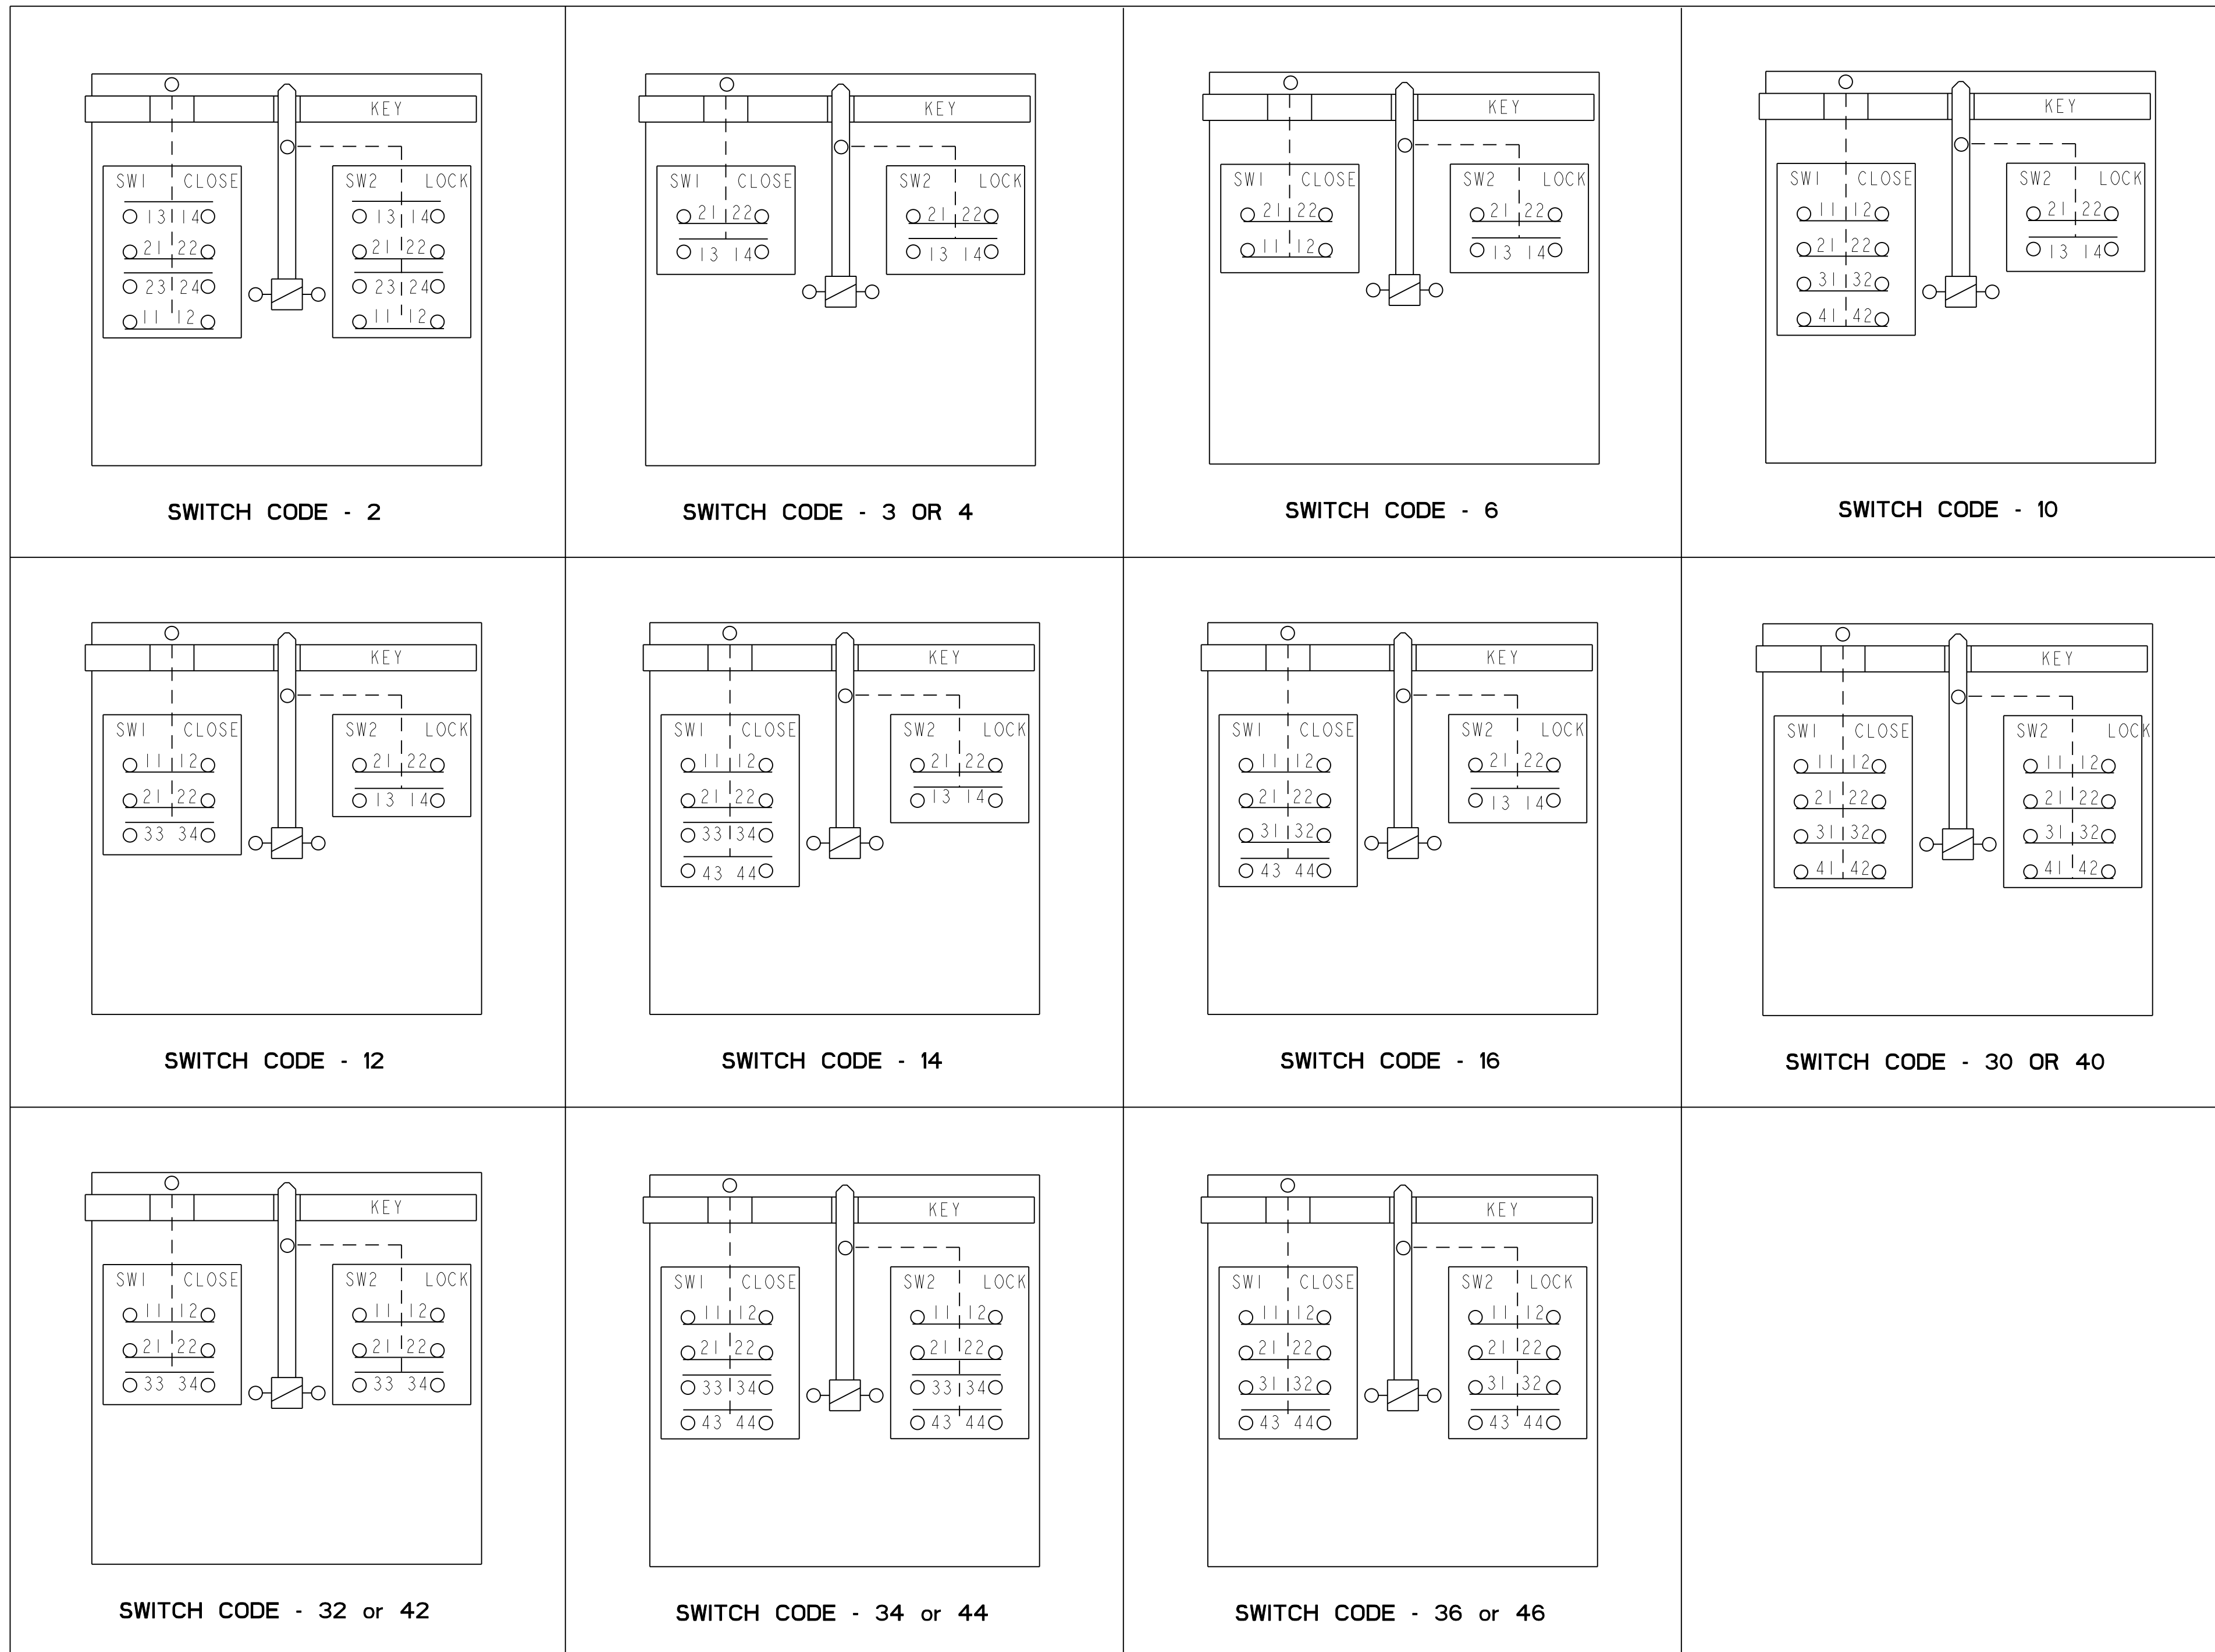 KEY
SW1 CLOSE
13 14
21 22
23 24
11 12
SW2 LOCK
13 14
21 22
23 24
11 12
SWITCH CODE - 2
KEY
SW1 CLOSE
21 22
13 14
SW2 LOCK
21 22
13 14
SWITCH CODE - 3 OR 4
KEY
SW1 CLOSE
21 22
11 12
SW2 LOCK
21 22
13 14
SWITCH CODE - 6
KEY
SW1 CLOSE
11 12
21 22
31 32
41 42
SW2 LOCK
21 22
13 14
SWITCH CODE - 10
KEY
SW1 CLOSE
11 12
21 22
33 34
SW2 LOCK
21 22
13 14
SWITCH CODE - 12
KEY
SW1 CLOSE
11 12
21 22
33 34
43 44
SW2 LOCK
21 22
13 14
SWITCH CODE - 14
KEY
SW1 CLOSE
11 12
21 22
31 32
43 44
SW2 LOCK
21 22
13 14
SWITCH CODE - 16
KEY
SW1 CLOSE
11 12
21 22
31 32
41 42
SW2 LOCK
11 12
21 22
31 32
41 42
SWITCH CODE - 30 OR 40
KEY
SW1 CLOSE
11 12
21 22
33 34
SW2 LOCK
11 12
21 22
33 34
SWITCH CODE - 32 or 42
KEY
SW1 CLOSE
11 12
21 22
33 34
43 44
SW2 LOCK
11 12
21 22
33 34
43 44
SWITCH CODE - 34 or 44
KEY
SW1 CLOSE
11 12
21 22
31 32
43 44
SW2 LOCK
11 12
21 22
31 32
43 44
SWITCH CODE - 36 or 46